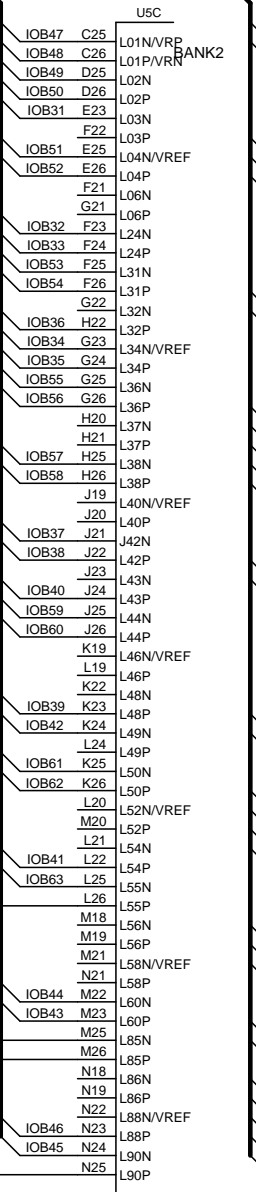 U5C
BANK2
IOB47 C25 L01N/VRP
IOB48 C26 L01P/VRN
IOB49 D25 L02N
IOB50 D26 L02P
IOB31 E23 L03N
F22 L03P
IOB51 E25 L04N/VREF
IOB52 E26 L04P
F21 L06N
G21 L06P
IOB32 F23 L24N
IOB33 F24 L24P
IOB53 F25 L31N
IOB54 F26 L31P
G22 L32N
IOB36 H22 L32P
IOB34 G23 L34N/VREF
IOB35 G24 L34P
IOB55 G25 L36N
IOB56 G26 L36P
H20 L37N
H21 L37P
IOB57 H25 L38N
IOB58 H26 L38P
J19 L40N/VREF
J20 L40P
IOB37 J21 J42N
IOB38 J22 L42P
J23 L43N
IOB40 J24 L43P
IOB59 J25 L44N
IOB60 J26 L44P
K19 L46N/VREF
L19 L46P
K22 L48N
IOB39 K23 L48P
IOB42 K24 L49N
L24 L49P
IOB61 K25 L50N
IOB62 K26 L50P
L20 L52N/VREF
M20 L52P
L21 L54N
IOB41 L22 L54P
IOB63 L25 L55N
L26 L55P
M18 L56N
M19 L56P
M21 L58N/VREF
N21 L58P
IOB44 M22 L60N
IOB43 M23 L60P
M25 L85N
M26 L85P
N18 L86N
N19 L86P
N22 L88N/VREF
IOB46 N23 L88P
IOB45 N24 L90N
N25 L90P